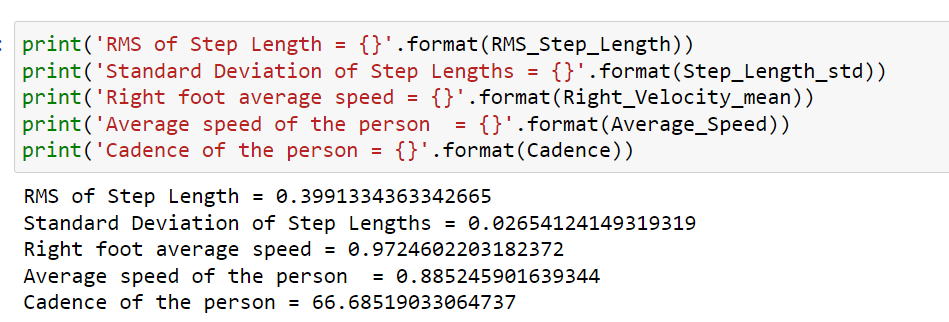 :
print('RMS of Step Length = {}'.format(RMS_Step_Length))
print('Standard Deviation of Step Lengths = {}'.format(Step_Length_std))
print('Right foot average speed = {}'.format(Right_Velocity_mean))
print('Average speed of the person  = {}'.format(Average_Speed))
print('Cadence of the person = {}'.format(Cadence))
RMS of Step Length = 0.3991334363342665
Standard Deviation of Step Lengths = 0.02654124149319319
Right foot average speed = 0.9724602203182372
Average speed of the person  = 0.885245901639344
Cadence of the person = 66.68519033064737